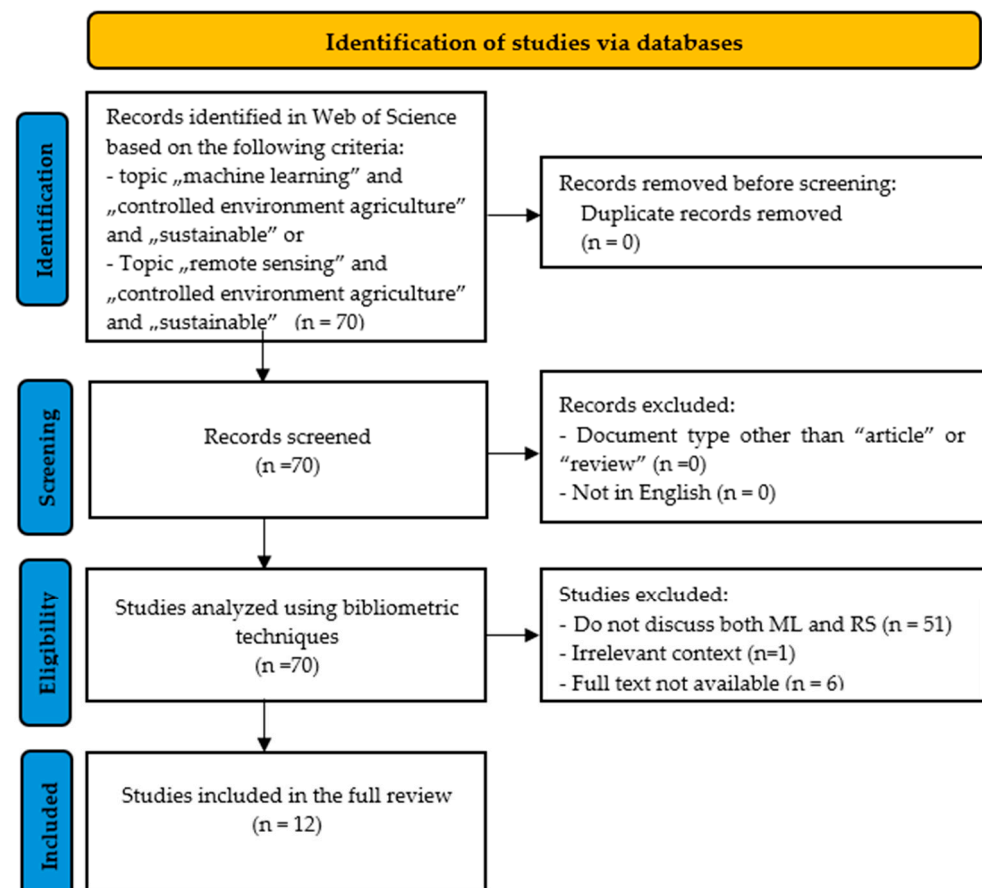 Identification of studies via databases
Identification
Records identified in Web of Science
based on the following criteria:
- topic „machine learning” and
„controlled environment agriculture”
and „sustainable” or
- Topic „remote sensing” and
„controlled environment agriculture”
and „sustainable” (n = 70)
Records removed before screening:
Duplicate records removed
(n = 0)
Screening
Records screened
(n =70)
Records excluded:
- Document type other than “article” or
“review” (n =0)
- Not in English (n = 0)
Eligibility
Studies analyzed using bibliometric
techniques
(n =70)
Studies excluded:
- Do not discuss both ML and RS (n = 51)
- Irrelevant context (n=1)
- Full text not available (n = 6)
Included
Studies included in the full review
(n = 12)